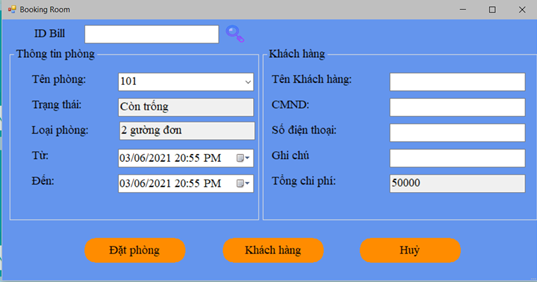 Booking Room
ID Bill
Thông tin phòng
Tên phòng: 101
Trạng thái: Còn trống
Loại phòng: 2 gường đơn
Từ: 03/06/2021 20:55 PM
Đến: 03/06/2021 20:55 PM
Khách hàng
Tên Khách hàng:
CMND:
Số điện thoại:
Ghi chú
Tổng chi phí: 50000
Đặt phòng
Khách hàng
Huỷ